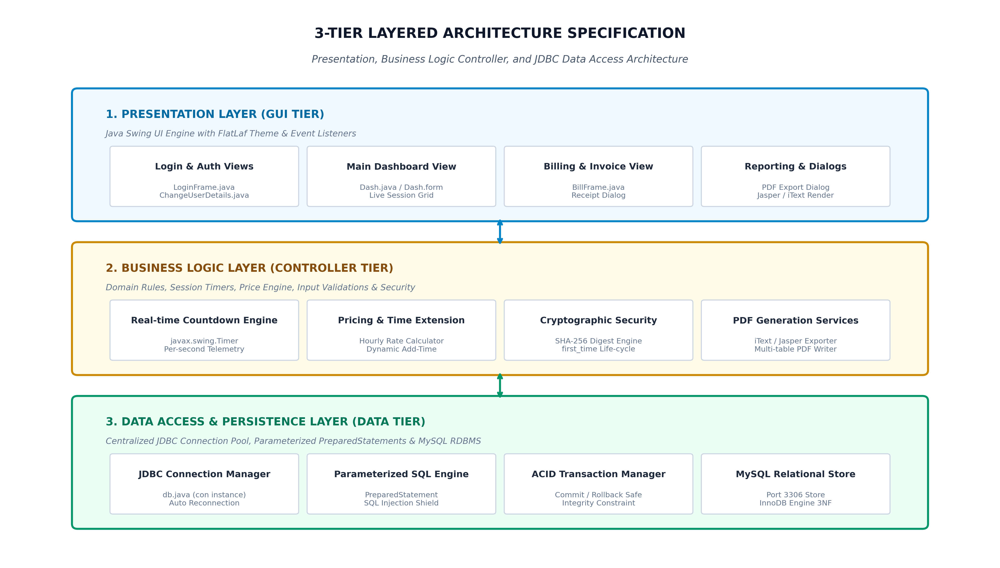 3-TIER LAYERED ARCHITECTURE SPECIFICATION
Presentation, Business Logic Controller, and JDBC Data Access Architecture
1. PRESENTATION LAYER (GUI TIER)
Java Swing UI Engine with FlatLaf Theme & Event Listeners
Login & Auth Views
LoginFrame.java
ChangeUserDetails.java
Main Dashboard View
Dash.java / Dash.form
Live Session Grid
Billing & Invoice View
BillFrame.java
Receipt Dialog
Reporting & Dialogs
PDF Export Dialog
Jasper / iText Render
2. BUSINESS LOGIC LAYER (CONTROLLER TIER)
Domain Rules, Session Timers, Price Engine, Input Validations & Security
Real-time Countdown Engine
javax.swing.Timer
Per-second Telemetry
Pricing & Time Extension
Hourly Rate Calculator
Dynamic Add-Time
Cryptographic Security
SHA-256 Digest Engine
first_time Life-cycle
PDF Generation Services
iText / Jasper Exporter
Multi-table PDF Writer
3. DATA ACCESS & PERSISTENCE LAYER (DATA TIER)
Centralized JDBC Connection Pool, Parameterized PreparedStatements & MySQL RDBMS
JDBC Connection Manager
db.java (con instance)
Auto Reconnection
Parameterized SQL Engine
PreparedStatement
SQL Injection Shield
ACID Transaction Manager
Commit / Rollback Safe
Integrity Constraint
MySQL Relational Store
Port 3306 Store
InnoDB Engine 3NF